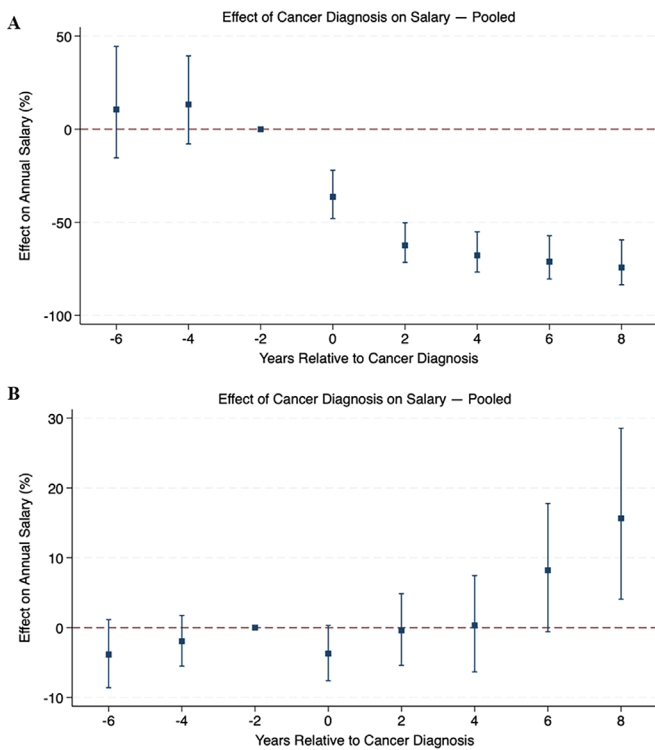 A
Effect of Cancer Diagnosis on Salary — Pooled
Effect on Annual Salary (%)
50
0
-50
-100
-6 -4 -2 0 2 4 6 8
Years Relative to Cancer Diagnosis
B
Effect of Cancer Diagnosis on Salary — Pooled
Effect on Annual Salary (%)
30
20
10
0
-10
-6 -4 -2 0 2 4 6 8
Years Relative to Cancer Diagnosis